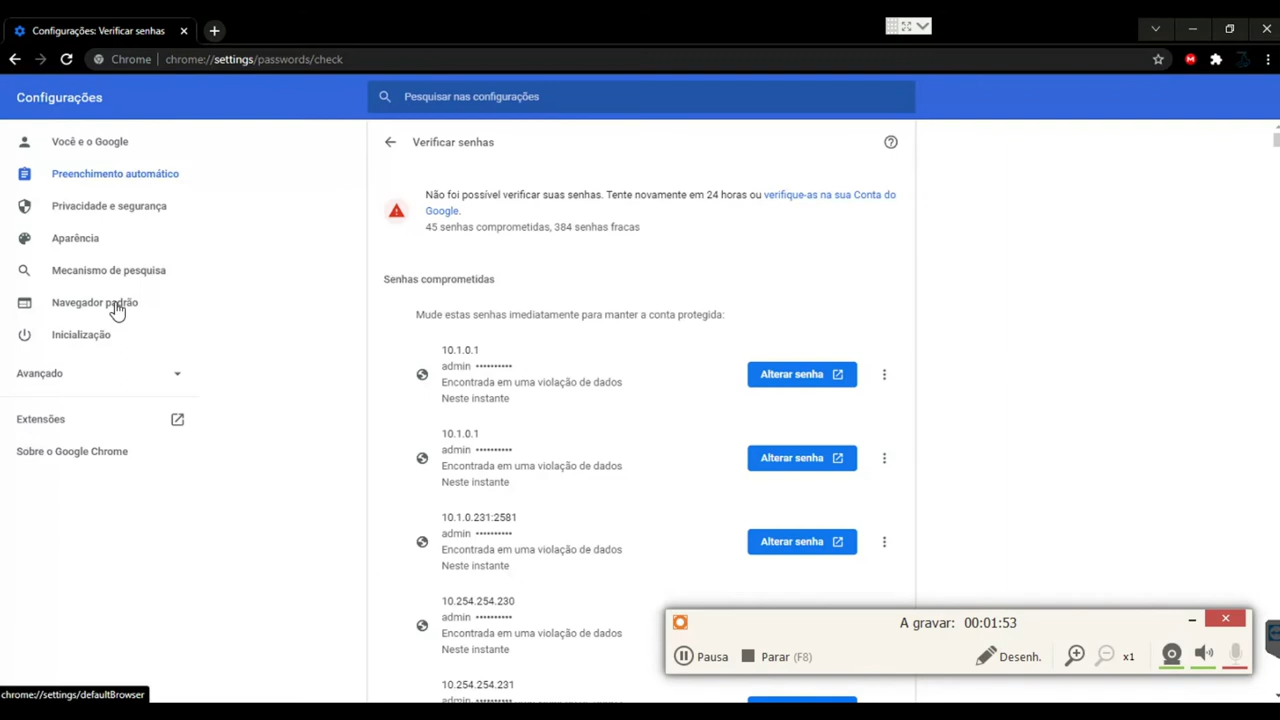 Configurações: Verificar senhas
Chrome
chrome://settings/passwords/check
Configurações
Pesquisar nas configurações
Você e o Google
Preenchimento automático
Privacidade e segurança
Aparência
Mecanismo de pesquisa
Navegador padrão
Inicialização
Avançado
Extensões
Sobre o Google Chrome
Verificar senhas
Não foi possível verificar suas senhas. Tente novamente em 24 horas ou verifique-as na sua Conta do
Google.
45 senhas comprometidas, 384 senhas fracas
Senhas comprometidas
Mude estas senhas imediatamente para manter a conta protegida:
10.1.0.1
admin ••••••••••
Encontrada em uma violação de dados
Neste instante
Alterar senha
10.1.0.1
admin ••••••••••
Encontrada em uma violação de dados
Neste instante
Alterar senha
10.1.0.231:2581
admin ••••••••••
Encontrada em uma violação de dados
Neste instante
Alterar senha
10.254.254.230
admin ••••••••••
Encontrada em uma violação de dados
Neste instante
10.254.254.231
admin ••••••••••
A gravar: 00:01:53
Pausa
Parar (F8)
Desenh.
x1
chrome://settings/defaultBrowser